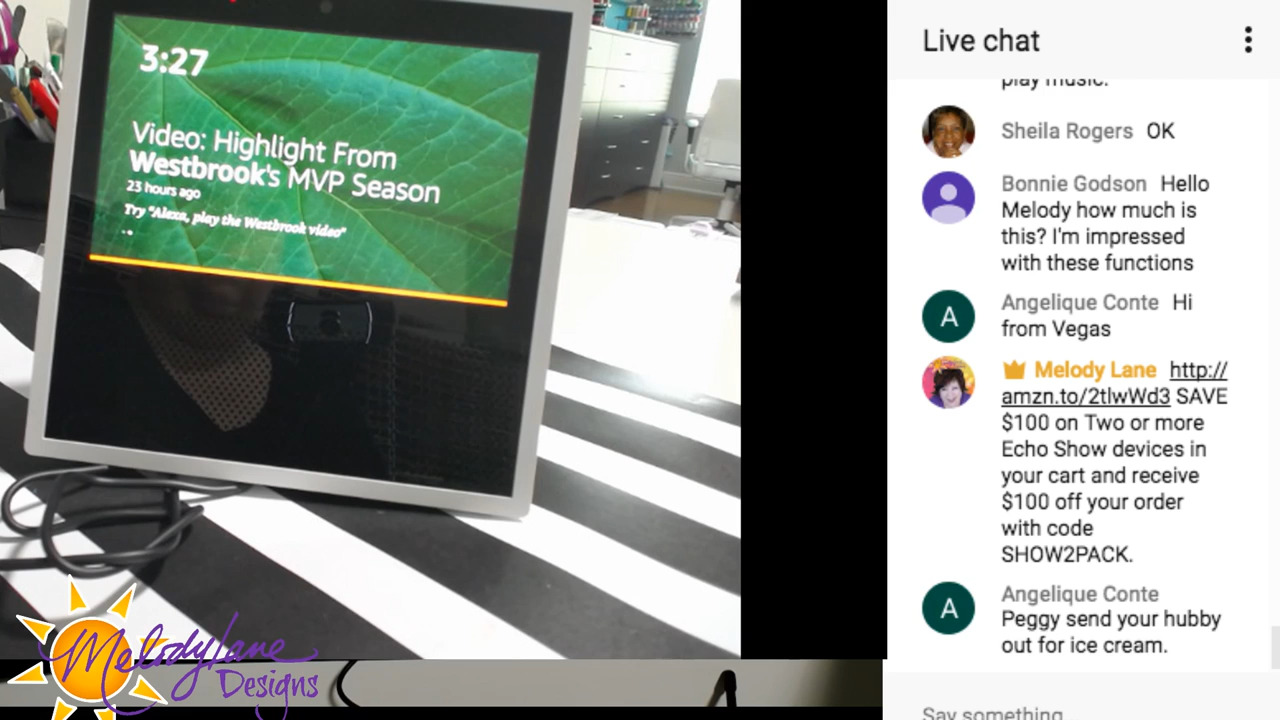 3:27
Video: Highlight From
Westbrook's MVP Season
23 hours ago
Try "Alexa, play the Westbrook video"
MelodyLane
Designs
Live chat
play music.
Sheila Rogers OK
Bonnie Godson Hello
Melody how much is
this? I'm impressed
with these functions
A
Angelique Conte Hi
from Vegas
Melody Lane http://
amzn.to/2tlwWd3 SAVE
$100 on Two or more
Echo Show devices in
your cart and receive
$100 off your order
with code
SHOW2PACK.
A
Angelique Conte
Peggy send your hubby
out for ice cream.
Say something